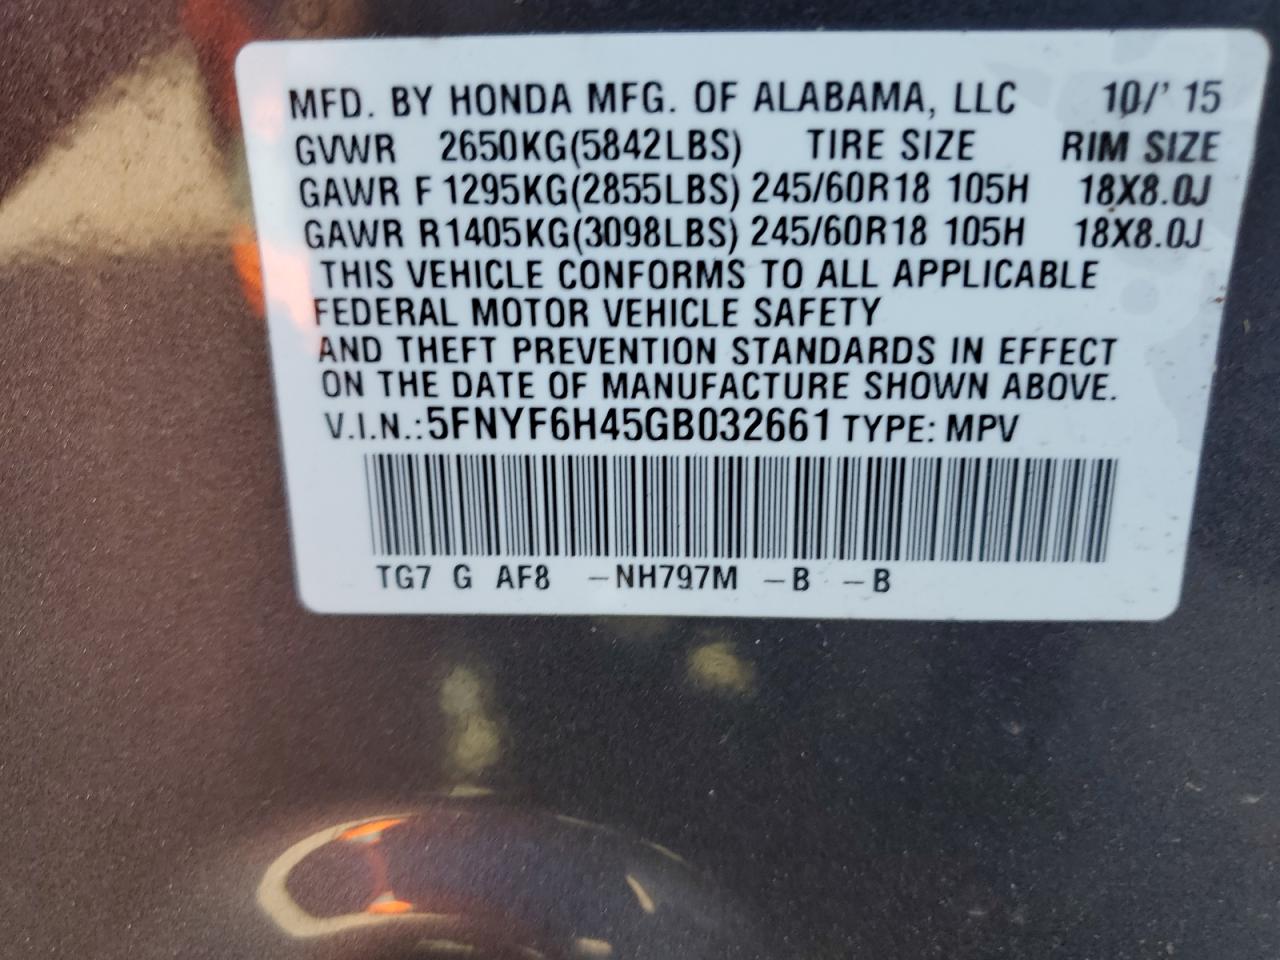 MFD. BY HONDA MFG. OF ALABAMA, LLC 10/' 15
GVWR 2650KG(5842LBS) TIRE SIZE RIM SIZE
GAWR F 1295KG(2855LBS) 245/60R18 105H 18X8.0J
GAWR R 1405KG(3098LBS) 245/60R18 105H 18X8.0J
THIS VEHICLE CONFORMS TO ALL APPLICABLE
FEDERAL MOTOR VEHICLE SAFETY
AND THEFT PREVENTION STANDARDS IN EFFECT
ON THE DATE OF MANUFACTURE SHOWN ABOVE.
V.I.N.:5FNYF6H45GB032661 TYPE: MPV
TG7 G AF8 -NH797M -B -B